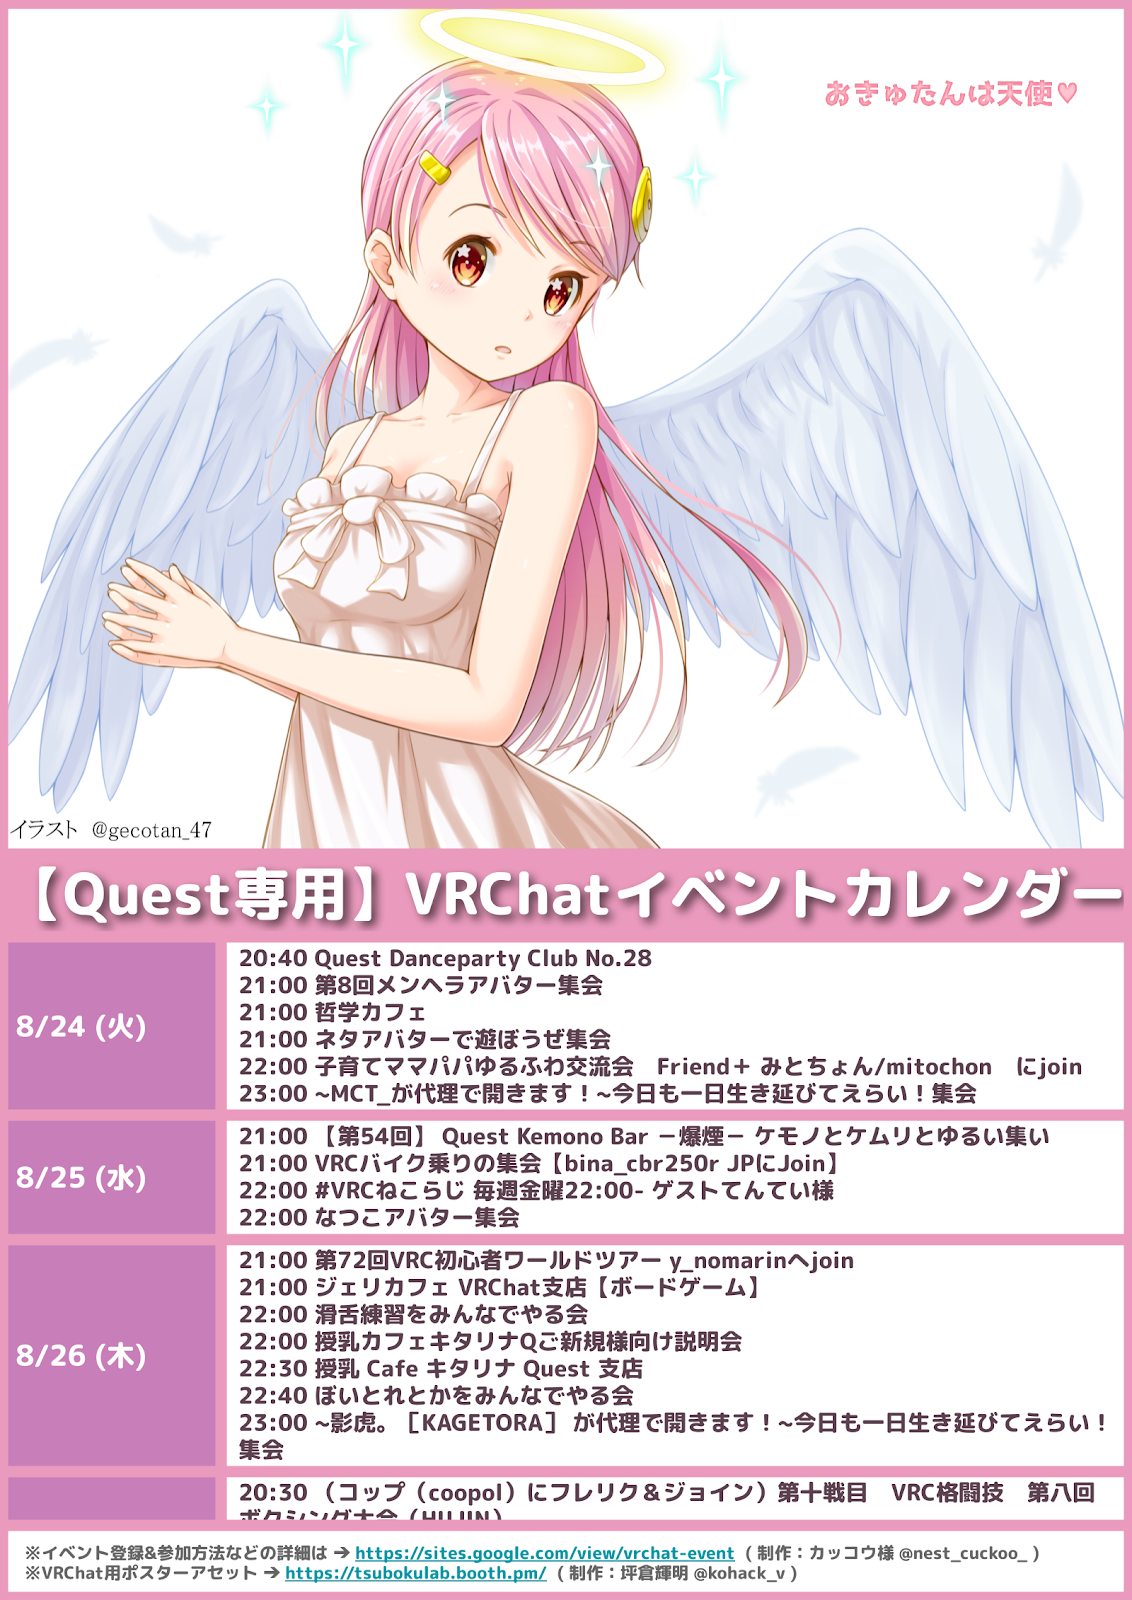 おきゅたんは天使♥
イラスト @gecotan_47
【Quest専用】VRChatイベントカレンダー
8/24 (火)
20:40 Quest Danceparty Club No.28
21:00 第8回メンヘラアバター集会
21:00 哲学カフェ
21:00 ネタアバターで遊ぼうぜ集会
22:00 子育てママパパゆるふわ交流会　Friend＋ みとちょん/mitochon　にjoin
23:00 ~MCT_が代理で開きます！~今日も一日生き延びてえらい！集会
8/25 (水)
21:00 【第54回】 Quest Kemono Bar －爆煙－ ケモノとケムリとゆるい集い
21:00 VRCバイク乗りの集会【bina_cbr250r JPにJoin】
22:00 #VRCねこらじ 毎週金曜22:00- ゲストてんてい様
22:00 なつこアバター集会
8/26 (木)
21:00 第72回VRC初心者ワールドツアー y_nomarinへjoin
21:00 ジェリカフェ VRChat支店【ボードゲーム】
22:00 滑舌練習をみんなでやる会
22:00 授乳カフェキタリナQご新規様向け説明会
22:30 授乳 Cafe キタリナ Quest 支店
22:40 ぼいとれとかをみんなでやる会
23:00 ~影虎。［KAGETORA］ が代理で開きます！~今日も一日生き延びてえらい！
集会
20:30 （コップ（coopol）にフレリク＆ジョイン）第十戦目　VRC格闘技　第八回
ボクシング大会（HIJIN）
※イベント登録&参加方法などの詳細は ➔ https://sites.google.com/view/vrchat-event ( 制作：カッコウ様 @nest_cuckoo_ )
※VRChat用ポスターアセット ➔ https://tsubokulab.booth.pm/ ( 制作：坪倉輝明 @kohack_v )